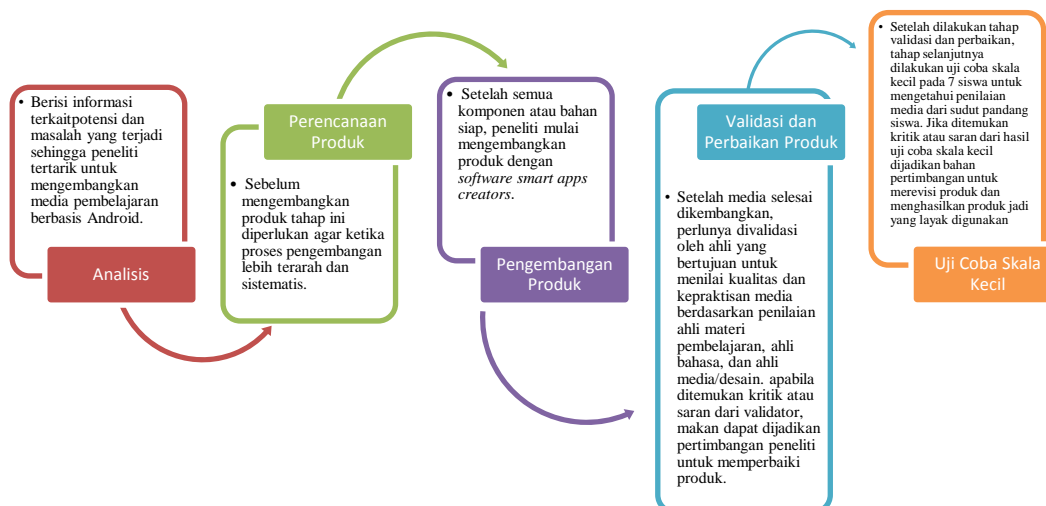 • Berisi informasi
terkaitpotensi dan
masalah yang terjadi
sehingga peneliti
tertarik untuk
mengembangkan
media pembelajaran
berbasis Android.
Analisis
Perencanaan
Produk
• Sebelum
mengembangkan
produk tahap ini
diperlukan agar ketika
proses pengembangan
lebih terarah dan
sistematis.
• Setelah semua
komponen atau bahan
siap, peneliti mulai
mengembangkan
produk dengan
software smart apps
creators.
Pengembangan
Produk
Validasi dan
Perbaikan Produk
• Setelah media selesai
dikembangkan,
perlunya divalidasi
oleh ahli yang
bertujuan untuk
menilai kualitas dan
kepraktisan media
berdasarkan penilaian
ahli materi
pembelajaran, ahli
bahasa, dan ahli
media/desain. apabila
ditemukan kritik atau
saran dari validator,
makan dapat dijadikan
pertimbangan peneliti
untuk memperbaiki
produk.
• Setelah dilakukan tahap
validasi dan perbaikan,
tahap selanjutnya
dilakukan uji coba skala
kecil pada 7 siswa untuk
mengetahui penilaian
media dari sudut pandang
siswa. Jika ditemukan
kritik atau saran dari hasil
uji coba skala kecil
dijadikan bahan
pertimbangan untuk
merevisi produk dan
menghasilkan produk jadi
yang layak digunakan
Uji Coba Skala
Kecil